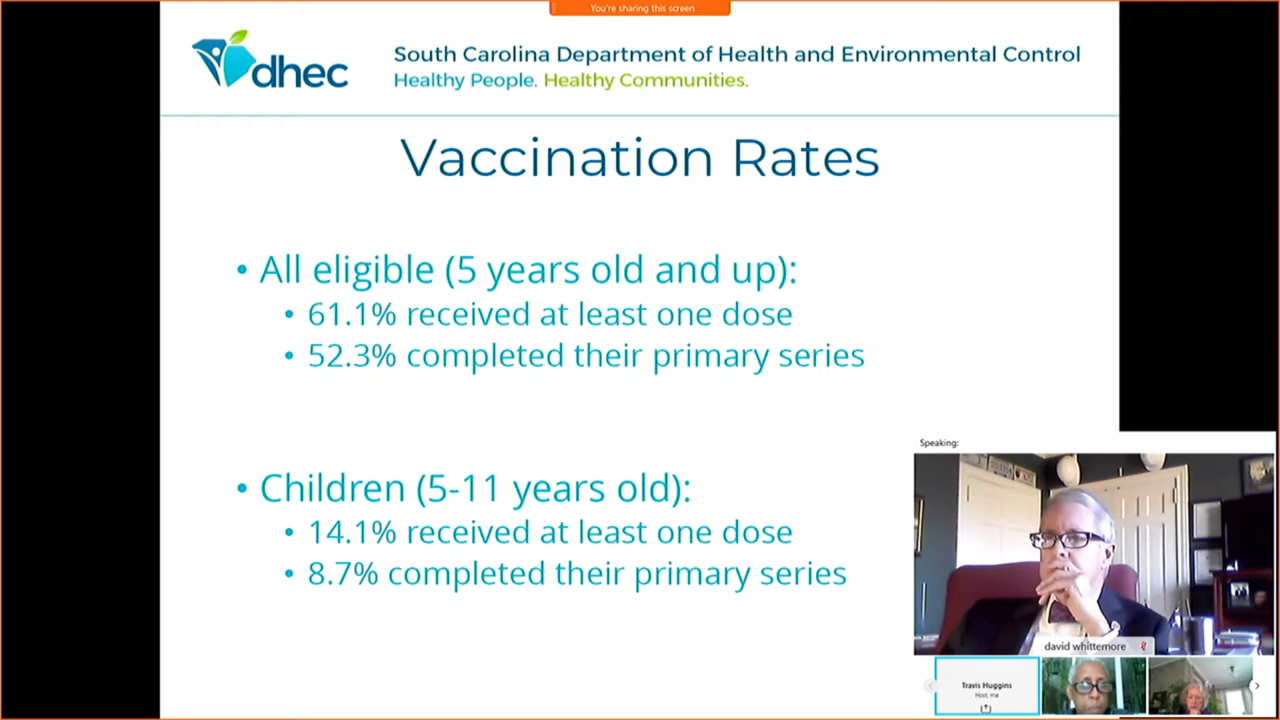 You're sharing this screen
dhec
South Carolina Department of Health and Environmental Control
Healthy People. Healthy Communities.
Vaccination Rates
• All eligible (5 years old and up):
• 61.1% received at least one dose
• 52.3% completed their primary series
• Children (5-11 years old):
• 14.1% received at least one dose
• 8.7% completed their primary series
Speaking:
david whittemore
Travis Huggins
Host, me